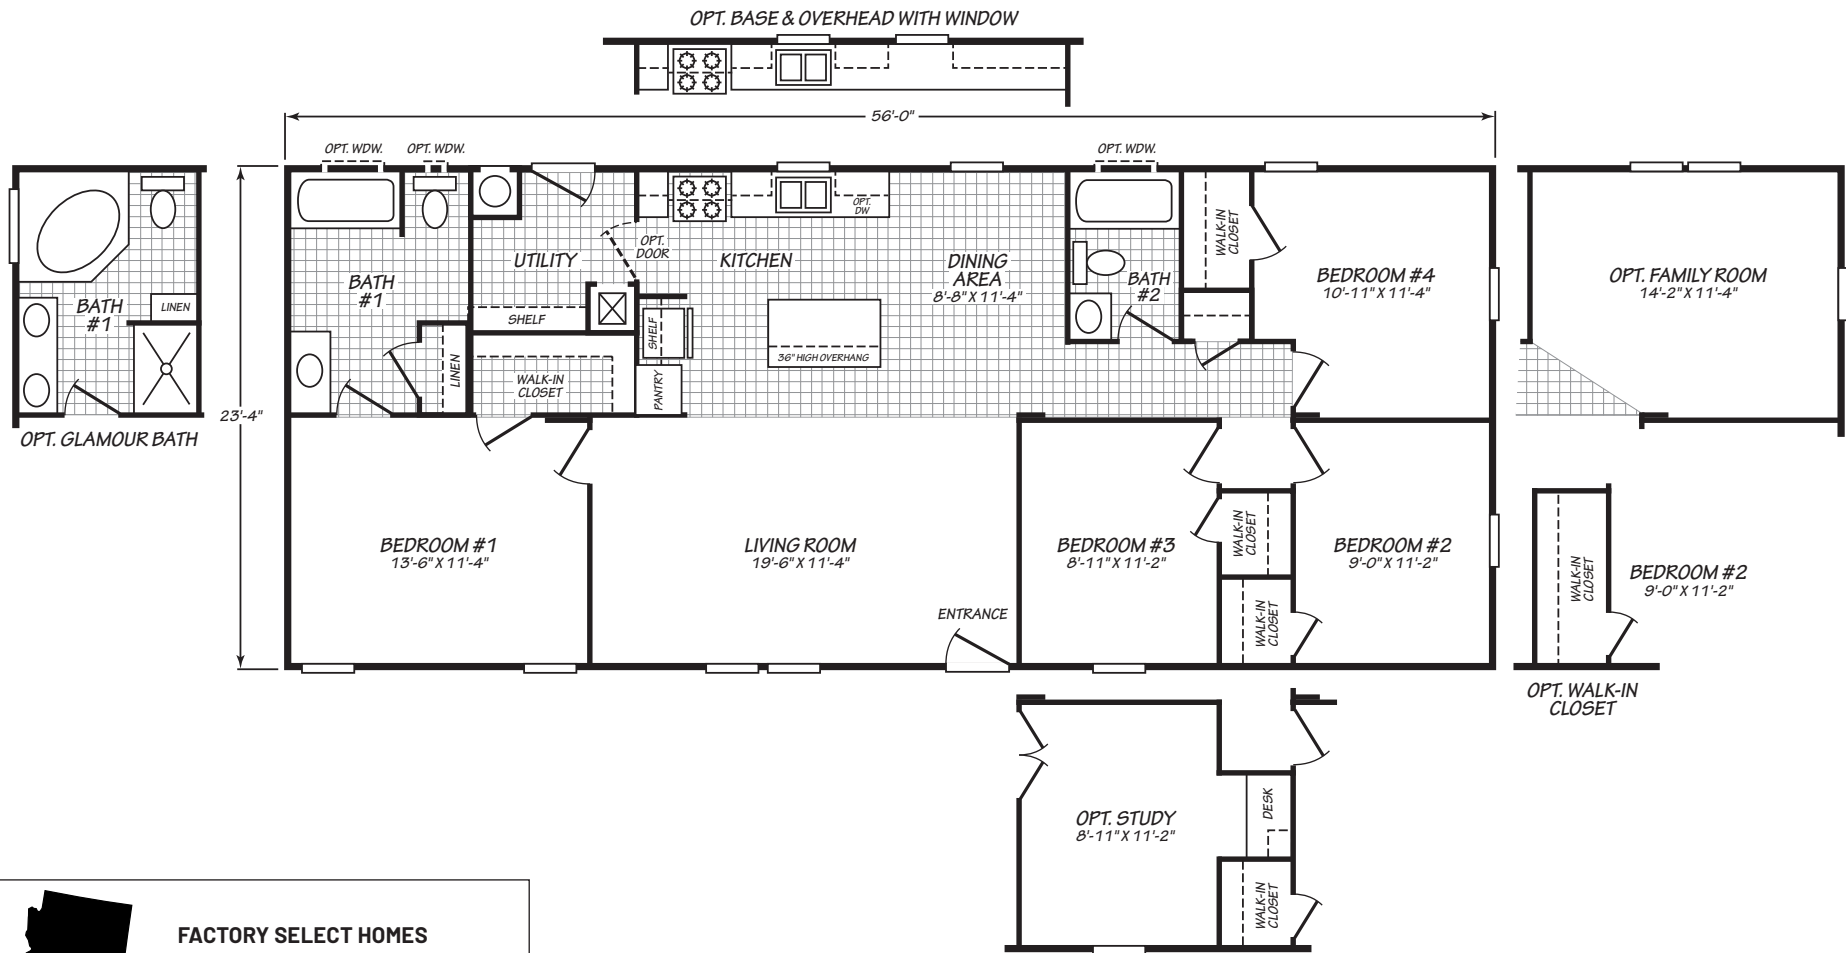 OPT. BASE & OVERHEAD WITH WINDOW
56'-0"
OPT. WDW.
OPT. WDW.
OPT. WDW.
BATH
#1
LINEN
OPT. GLAMOUR BATH
23'-4"
BATH
#1
LINEN
UTILITY
SHELF
WALK-IN
CLOSET
OPT.
DOOR
SHELF
PANTRY
KITCHEN
OPT.
DW
36" HIGH OVERHANG
DINING
AREA
8'-8" X 11'-4"
BATH
#2
WALK-IN
CLOSET
BEDROOM #4
10'-11" X 11'-4"
OPT. FAMILY ROOM
14'-2" X 11'-4"
BEDROOM #1
13'-6" X 11'-4"
LIVING ROOM
19'-6" X 11'-4"
ENTRANCE
BEDROOM #3
8'-11" X 11'-2"
WALK-IN
CLOSET
WALK-IN
CLOSET
BEDROOM #2
9'-0" X 11'-2"
WALK-IN
CLOSET
BEDROOM #2
9'-0" X 11'-2"
OPT. WALK-IN
CLOSET
OPT. STUDY
8'-11" X 11'-2"
DESK
WALK-IN
CLOSET
FACTORY SELECT HOMES